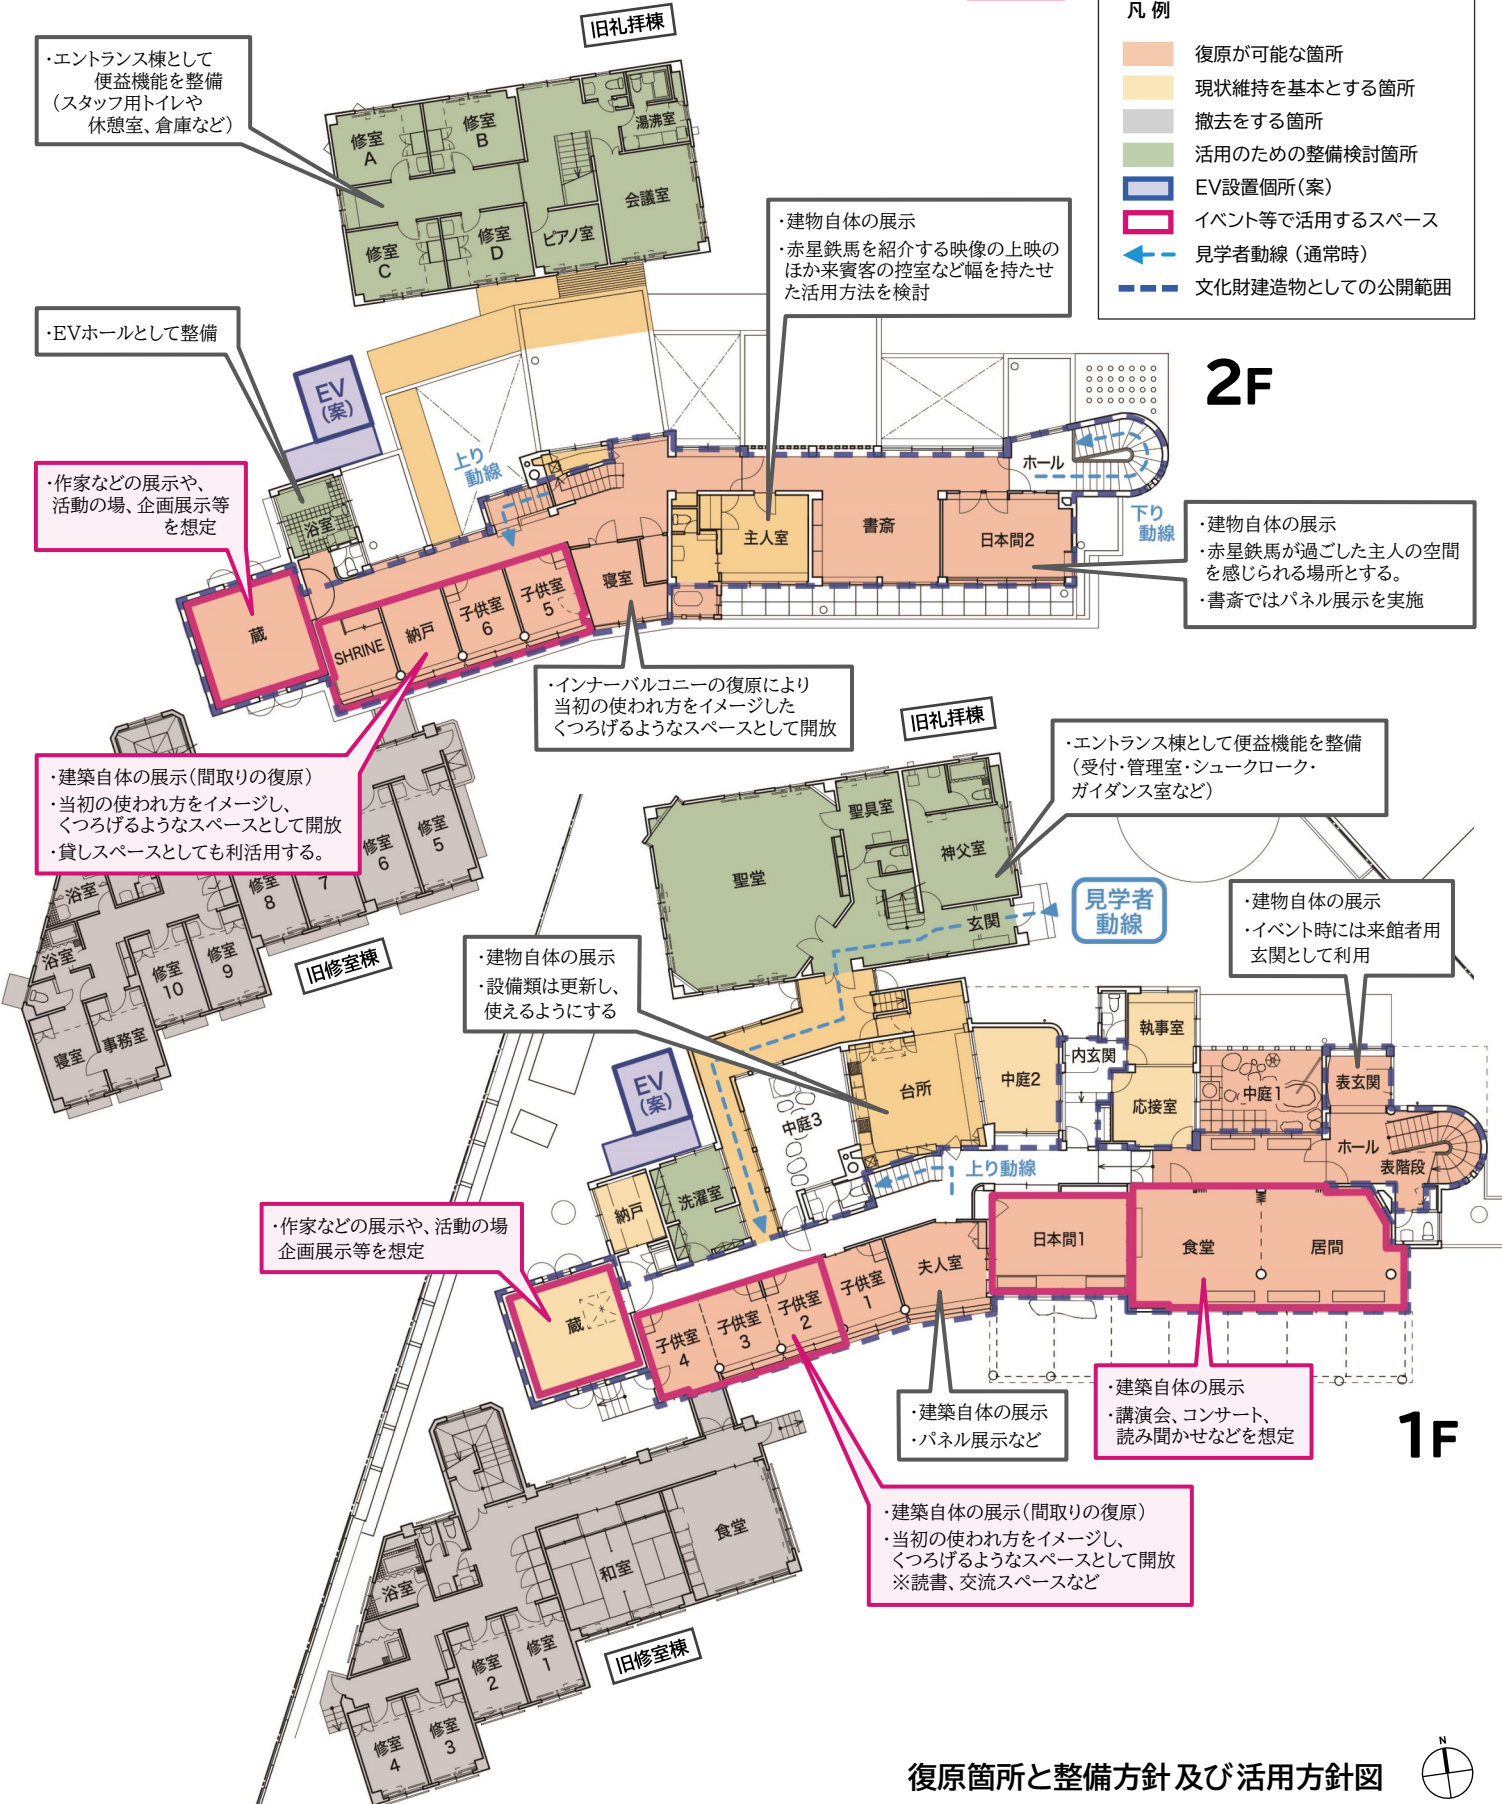 凡 例
復原が可能な箇所
現状維持を基本とする箇所
撤去をする箇所
活用のための整備検討箇所
EV設置個所（案）
イベント等で活用するスペース
見学者動線（通常時）
文化財建造物としての公開範囲
2F
旧礼拝棟
・エントランス棟として
便益機能を整備
（スタッフ用トイレや
休憩室、倉庫など）
修室
A
修室
B
湯沸室
会議室
修室
C
修室
D
ピアノ室
・建物自体の展示
・赤星鉄馬を紹介する映像の上映の
ほか来賓客の控室など幅を持たせ
た活用方法を検討
・EVホールとして整備
EV
（案）
上り
動線
ホール
下り
動線
・作家などの展示や、
活動の場、企画展示等
を想定
浴室
主人室
書斎
日本間2
・建物自体の展示
・赤星鉄馬が過ごした主人の空間
を感じられる場所とする。
・書斎ではパネル展示を実施
蔵
SHRINE
納戸
子供室
6
子供室
5
寝室
・インナーバルコニーの復原により
当初の使われ方をイメージした
くつろげるようなスペースとして開放
・建築自体の展示（間取りの復原）
・当初の使われ方をイメージし、
くつろげるようなスペースとして開放
・貸しスペースとしても利活用する。
修室
5
修室
6
7
修室
8
浴室
浴室
修室
9
修室
10
事務室
寝室
旧修室棟
旧礼拝棟
・エントランス棟として便益機能を整備
（受付・管理室・シュークローク・
ガイダンス室など）
聖具室
神父室
聖堂
玄関
見学者
動線
・建物自体の展示
・イベント時には来館者用
玄関として利用
・建物自体の展示
・設備類は更新し、
使えるようにする
EV
（案）
中庭3
台所
中庭2
内玄関
執事室
応接室
中庭1
表玄関
ホール
表階段
上り動線
納戸
洗濯室
・作家などの展示や、活動の場
企画展示等を想定
蔵
子供室
4
子供室
3
子供室
2
子供室
1
夫人室
日本間1
食堂
居間
・建築自体の展示
・パネル展示など
・建築自体の展示
・講演会、コンサート、
読み聞かせなどを想定
1F
・建築自体の展示（間取りの復原）
・当初の使われ方をイメージし、
くつろげるようなスペースとして開放
※読書、交流スペースなど
食堂
和室
浴室
修室
1
修室
2
修室
3
修室
4
旧修室棟
復原箇所と整備方針 及び 活用方針図
N